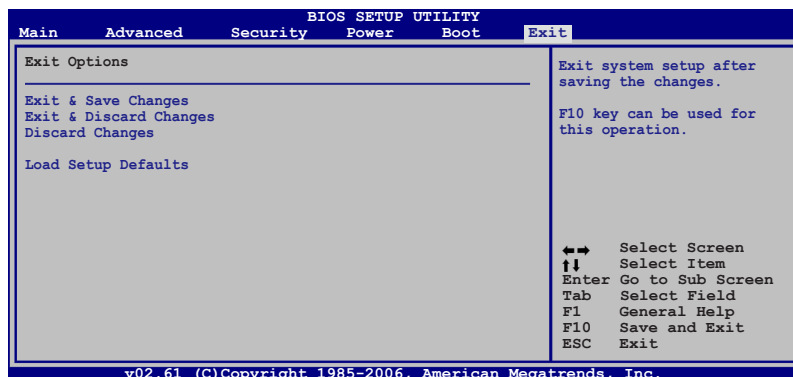 BIOS SETUP UTILITY
Main Advanced Security Power Boot Exit
Exit Options
Exit & Save Changes
Exit & Discard Changes
Discard Changes
Load Setup Defaults
Exit system setup after
saving the changes.
F10 key can be used for
this operation.
←→ Select Screen
↑↓ Select Item
Enter Go to Sub Screen
Tab Select Field
F1 General Help
F10 Save and Exit
ESC Exit
v02.61 (C)Copyright 1985-2006, American Megatrends, Inc.